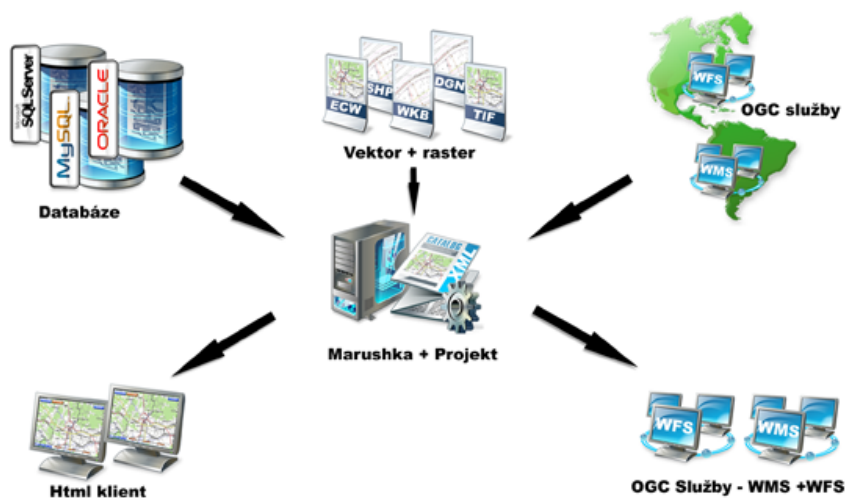 Microsoft
SQL Server
MySQL
ORACLE
Databáze
ECW
SHP
WKB
DGN
TIF
Vektor + raster
WFS
OGC služby
WMS
CATALOG
XML
Marushka + Projekt
Html klient
WFS
WMS
OGC Služby - WMS +WFS